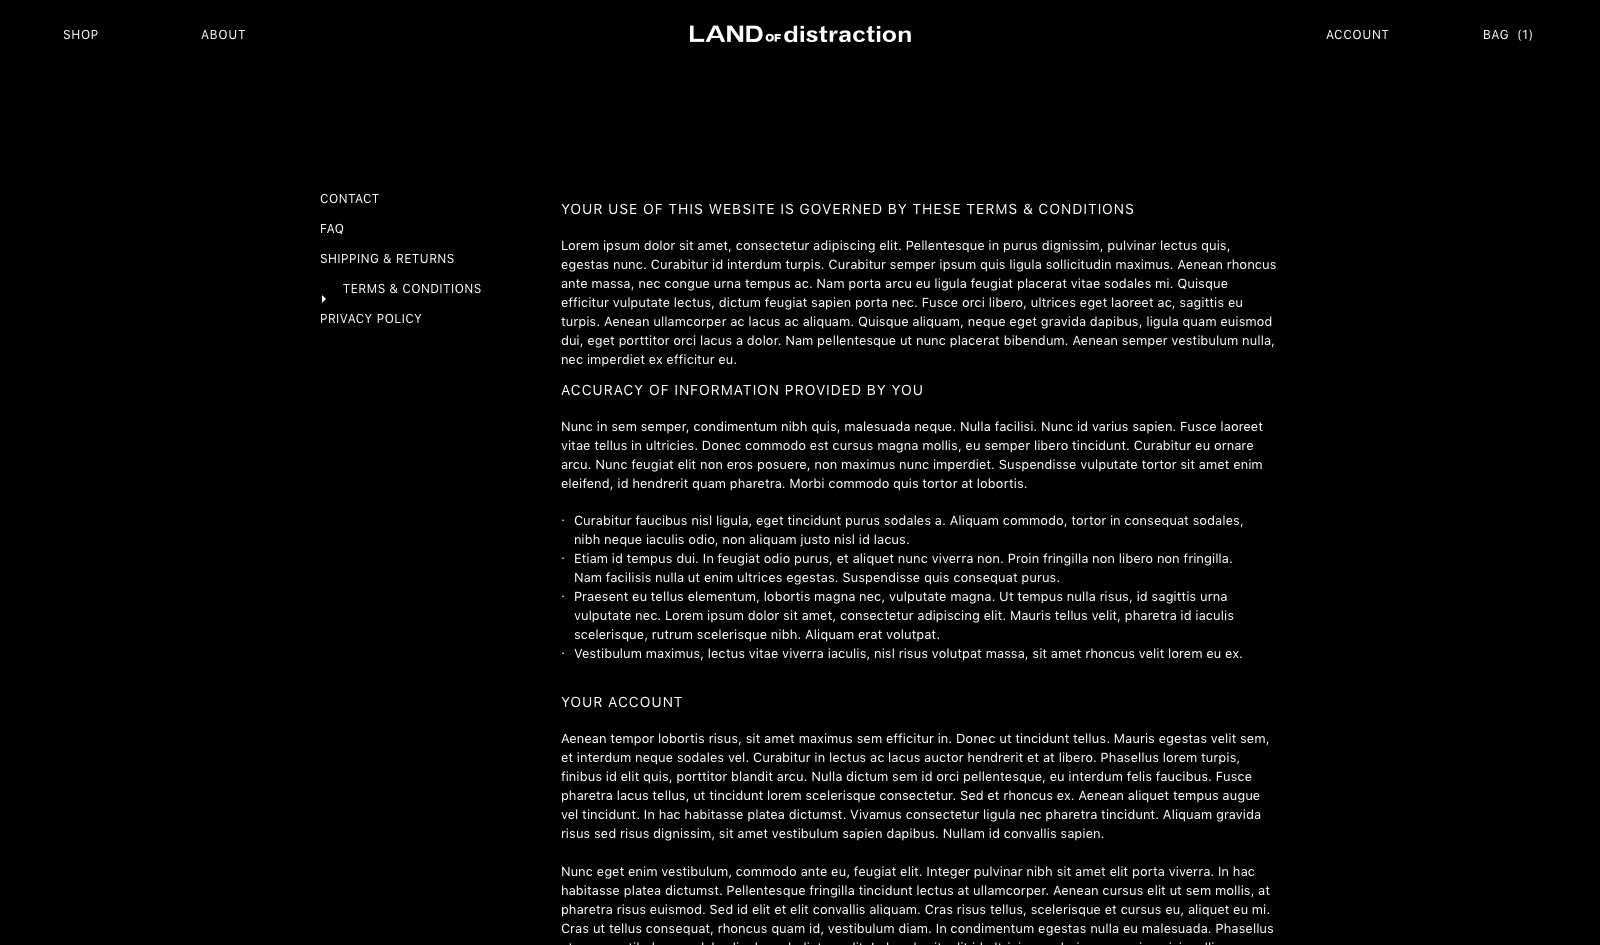 SHOP
ABOUT
LAND OF distraction
ACCOUNT
BAG (1)
CONTACT
FAQ
SHIPPING & RETURNS
TERMS & CONDITIONS
PRIVACY POLICY
YOUR USE OF THIS WEBSITE IS GOVERNED BY THESE TERMS & CONDITIONS
Lorem ipsum dolor sit amet, consectetur adipiscing elit. Pellentesque in purus dignissim, pulvinar lectus quis,
egestas nunc. Curabitur id interdum turpis. Curabitur semper ipsum quis ligula sollicitudin maximus. Aenean rhoncus
ante massa, nec congue urna tempus ac. Nam porta arcu eu ligula feugiat placerat vitae sodales mi. Quisque
efficitur vulputate lectus, dictum feugiat sapien porta nec. Fusce orci libero, ultrices eget laoreet ac, sagittis eu
turpis. Aenean ullamcorper ac lacus ac aliquam. Quisque aliquam, neque eget gravida dapibus, ligula quam euismod
dui, eget porttitor orci lacus a dolor. Nam pellentesque ut nunc placerat bibendum. Aenean semper vestibulum nulla,
nec imperdiet ex efficitur eu.
ACCURACY OF INFORMATION PROVIDED BY YOU
Nunc in sem semper, condimentum nibh quis, malesuada neque. Nulla facilisi. Nunc id varius sapien. Fusce laoreet
vitae tellus in ultricies. Donec commodo est cursus magna mollis, eu semper libero tincidunt. Curabitur eu ornare
arcu. Nunc feugiat elit non eros posuere, non maximus nunc imperdiet. Suspendisse vulputate tortor sit amet enim
eleifend, id hendrerit quam pharetra. Morbi commodo quis tortor at lobortis.
· Curabitur faucibus nisl ligula, eget tincidunt purus sodales a. Aliquam commodo, tortor in consequat sodales,
nibh neque iaculis odio, non aliquam justo nisl id lacus.
· Etiam id tempus dui. In feugiat odio purus, et aliquet nunc viverra non. Proin fringilla non libero non fringilla.
Nam facilisis nulla ut enim ultrices egestas. Suspendisse quis consequat purus.
· Praesent eu tellus elementum, lobortis magna nec, vulputate magna. Ut tempus nulla risus, id sagittis urna
vulputate nec. Lorem ipsum dolor sit amet, consectetur adipiscing elit. Mauris tellus velit, pharetra id iaculis
scelerisque, rutrum scelerisque nibh. Aliquam erat volutpat.
· Vestibulum maximus, lectus vitae viverra iaculis, nisl risus volutpat massa, sit amet rhoncus velit lorem eu ex.
YOUR ACCOUNT
Aenean tempor lobortis risus, sit amet maximus sem efficitur in. Donec ut tincidunt tellus. Mauris egestas velit sem,
et interdum neque sodales vel. Curabitur in lectus ac lacus auctor hendrerit et at libero. Phasellus lorem turpis,
finibus id elit quis, porttitor blandit arcu. Nulla dictum sem id orci pellentesque, eu interdum felis faucibus. Fusce
pharetra lacus tellus, ut tincidunt lorem scelerisque consectetur. Sed et rhoncus ex. Aenean aliquet tempus augue
vel tincidunt. In hac habitasse platea dictumst. Vivamus consectetur ligula nec pharetra tincidunt. Aliquam gravida
risus sed risus dignissim, sit amet vestibulum sapien dapibus. Nullam id convallis sapien.
Nunc eget enim vestibulum, commodo ante eu, feugiat elit. Integer pulvinar nibh sit amet elit porta viverra. In hac
habitasse platea dictumst. Pellentesque fringilla tincidunt lectus at ullamcorper. Aenean cursus elit ut sem mollis, at
pharetra risus euismod. Sed id elit et elit convallis aliquam. Cras risus tellus, scelerisque et cursus eu, aliquet eu mi.
Cras ut tellus consequat, rhoncus quam id, vestibulum diam. In condimentum egestas nulla eu malesuada. Phasellus